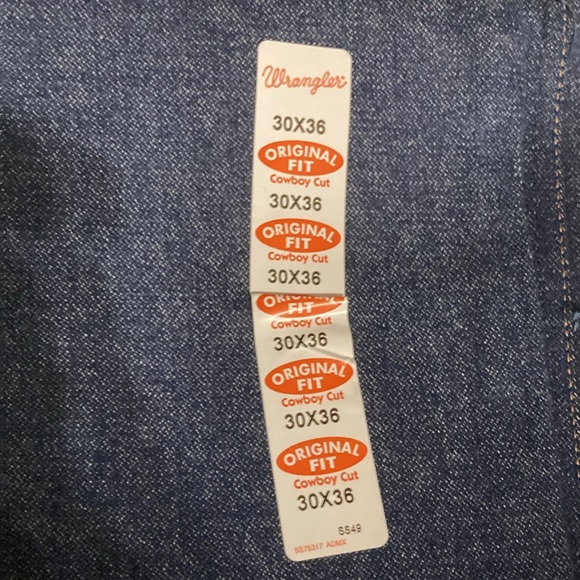 Wrangler
30X36
ORIGINAL
FIT
Cowboy Cut
30X36
ORIGINAL
FIT
Cowboy Cut
30X36
ORIGINAL
FIT
Cowboy Cut
30X36
ORIGINAL
FIT
Cowboy Cut
30X36
ORIGINAL
FIT
Cowboy Cut
30X36
SS49
SS75317 ADMX